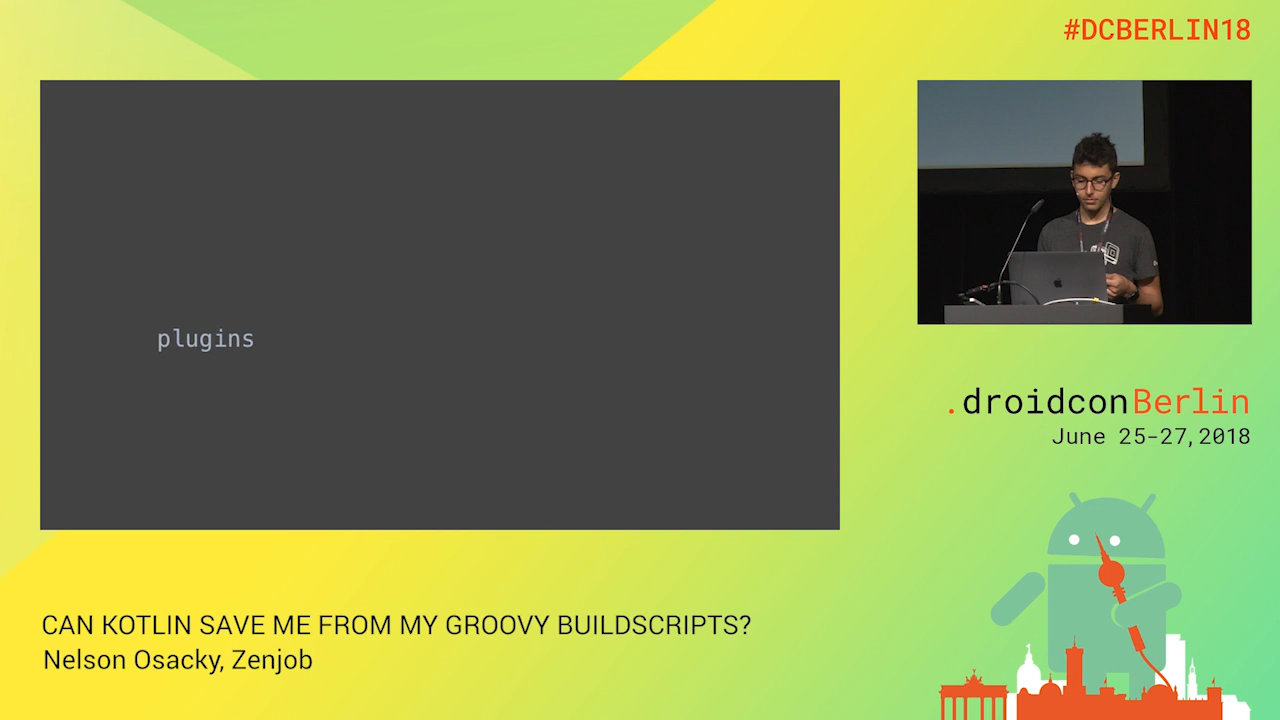 #DCBERLIN18
plugins
.droidconBerlin
June 25-27, 2018
CAN KOTLIN SAVE ME FROM MY GROOVY BUILDSCRIPTS?
Nelson Osacky, Zenjob